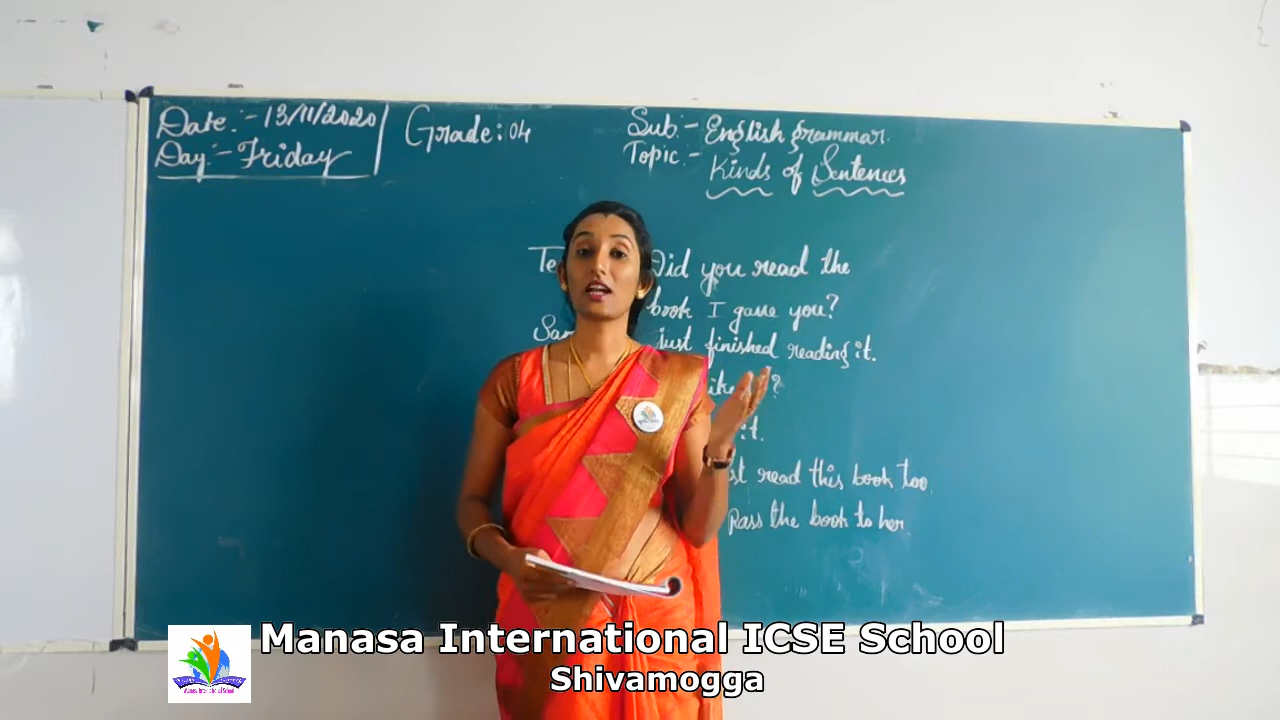 Date:- 13/11/2020
Day:- Friday
Grade: 04
Sub:- English grammar.
Topic:- Kinds of Sentences
Did you read the
book I gave you?
just finished reading it.
it?
it.
read this book too.
Pass the book to her
Manasa International ICSE School
Shivamogga